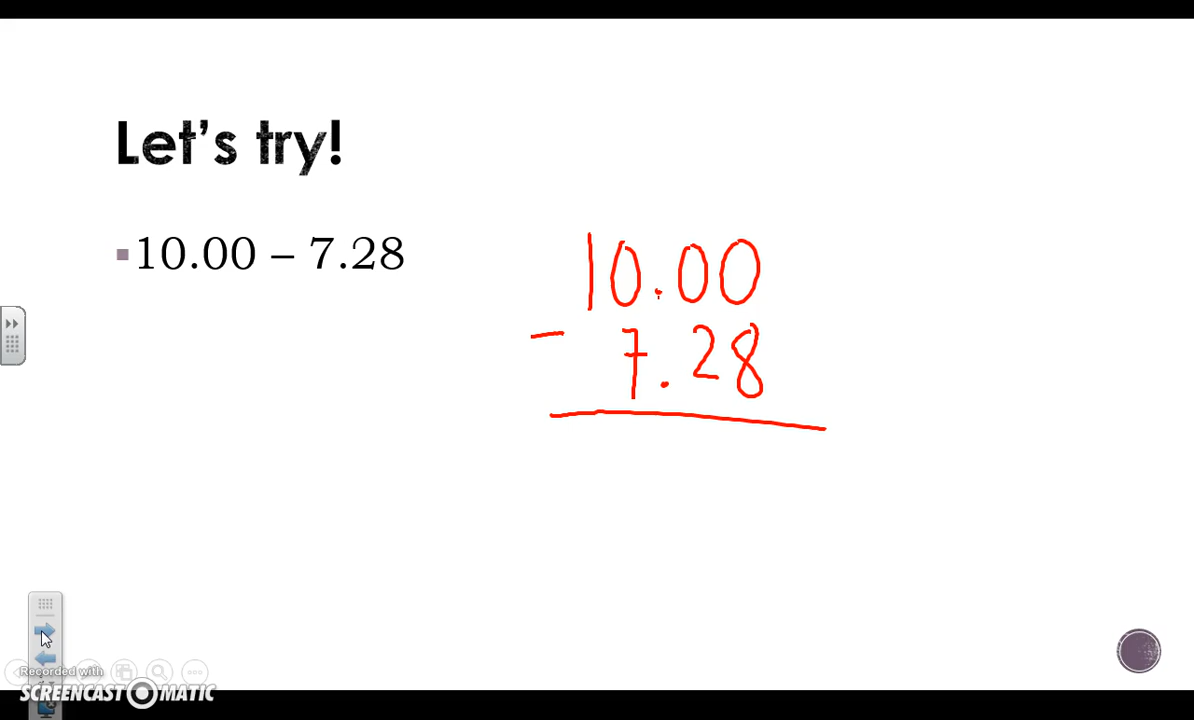 Let's try!
10.00 – 7.28
10.00
– 7.28
Recorded with
SCREENCAST MATIC